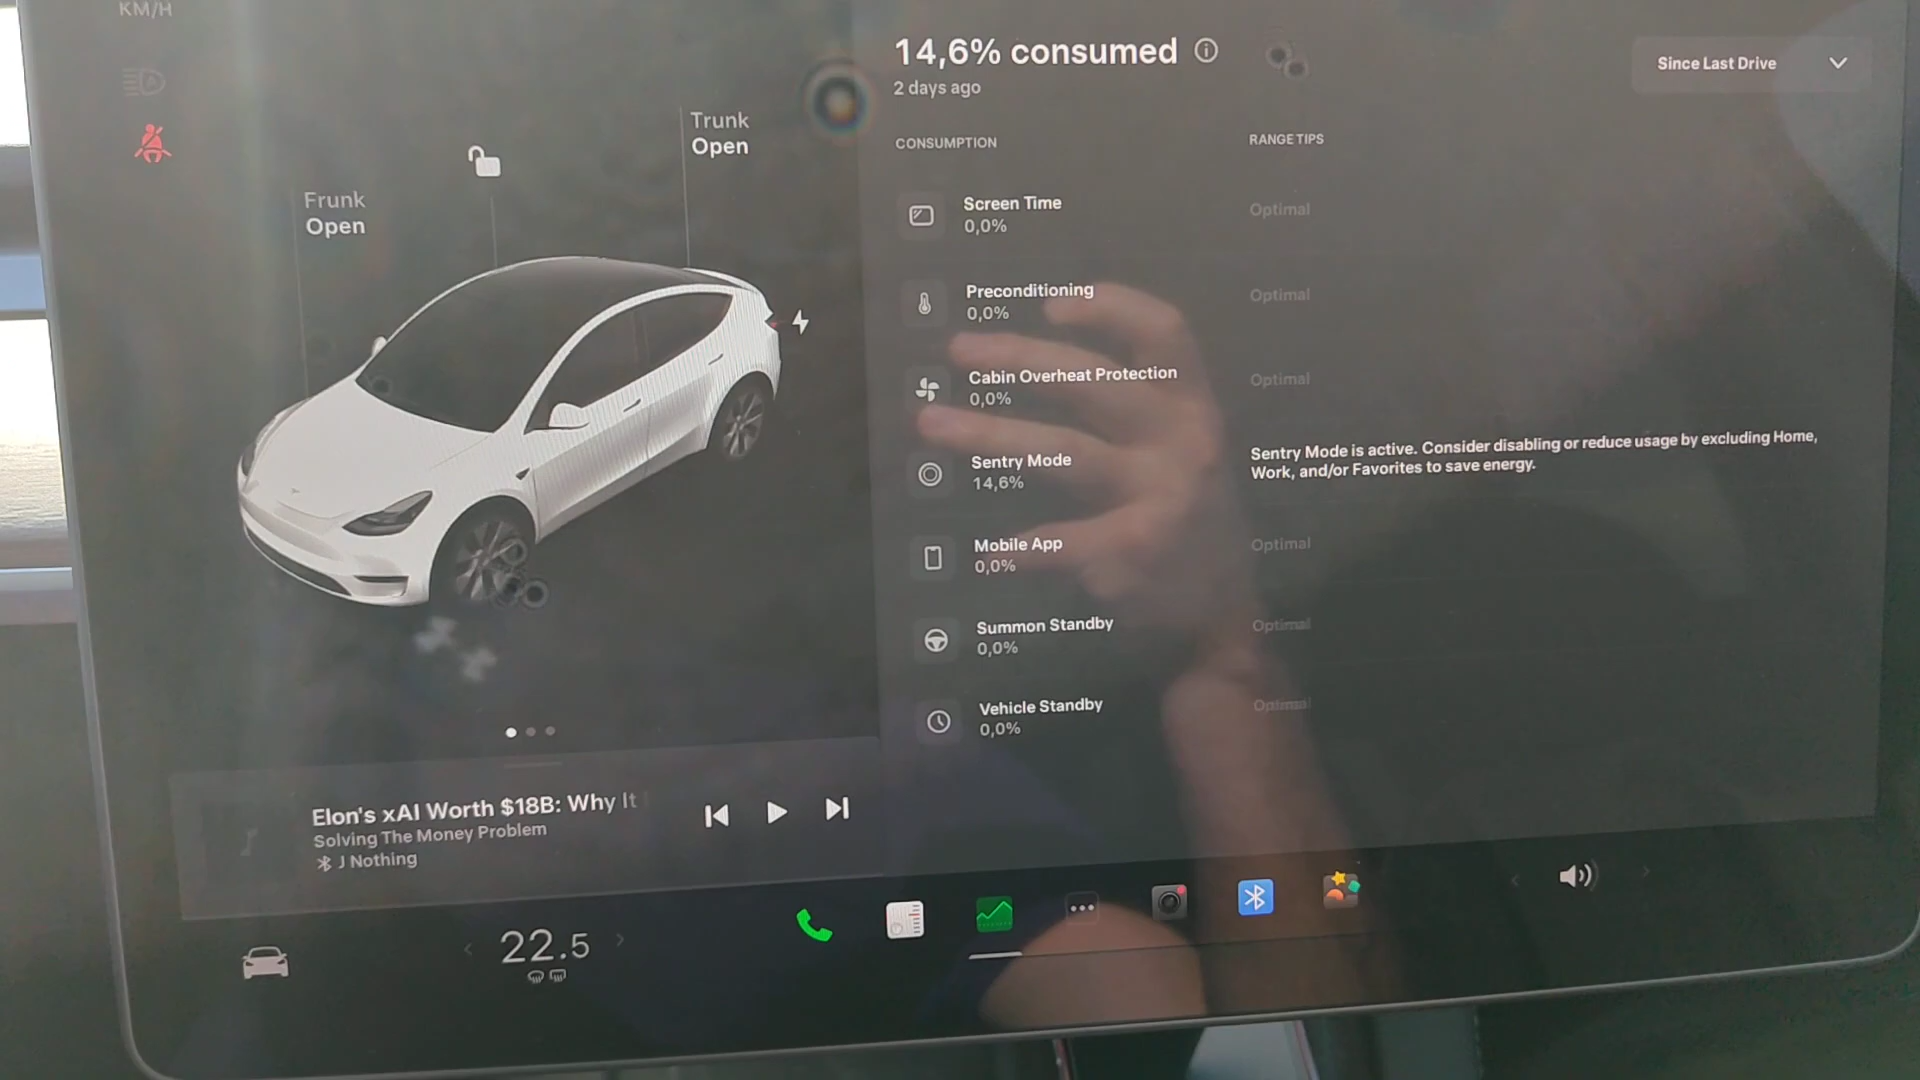 KM/H
Trunk
Open
Frunk
Open
14,6% consumed
2 days ago
Since Last Drive
CONSUMPTION
RANGE TIPS
Screen Time
0,0%
Optimal
Preconditioning
0,0%
Optimal
Cabin Overheat Protection
0,0%
Optimal
Sentry Mode
14,6%
Sentry Mode is active. Consider disabling or reduce usage by excluding Home,
Work, and/or Favorites to save energy.
Mobile App
0,0%
Optimal
Summon Standby
0,0%
Optimal
Vehicle Standby
0,0%
Optimal
Elon's xAI Worth $18B: Why It
Solving The Money Problem
J Nothing
22.5